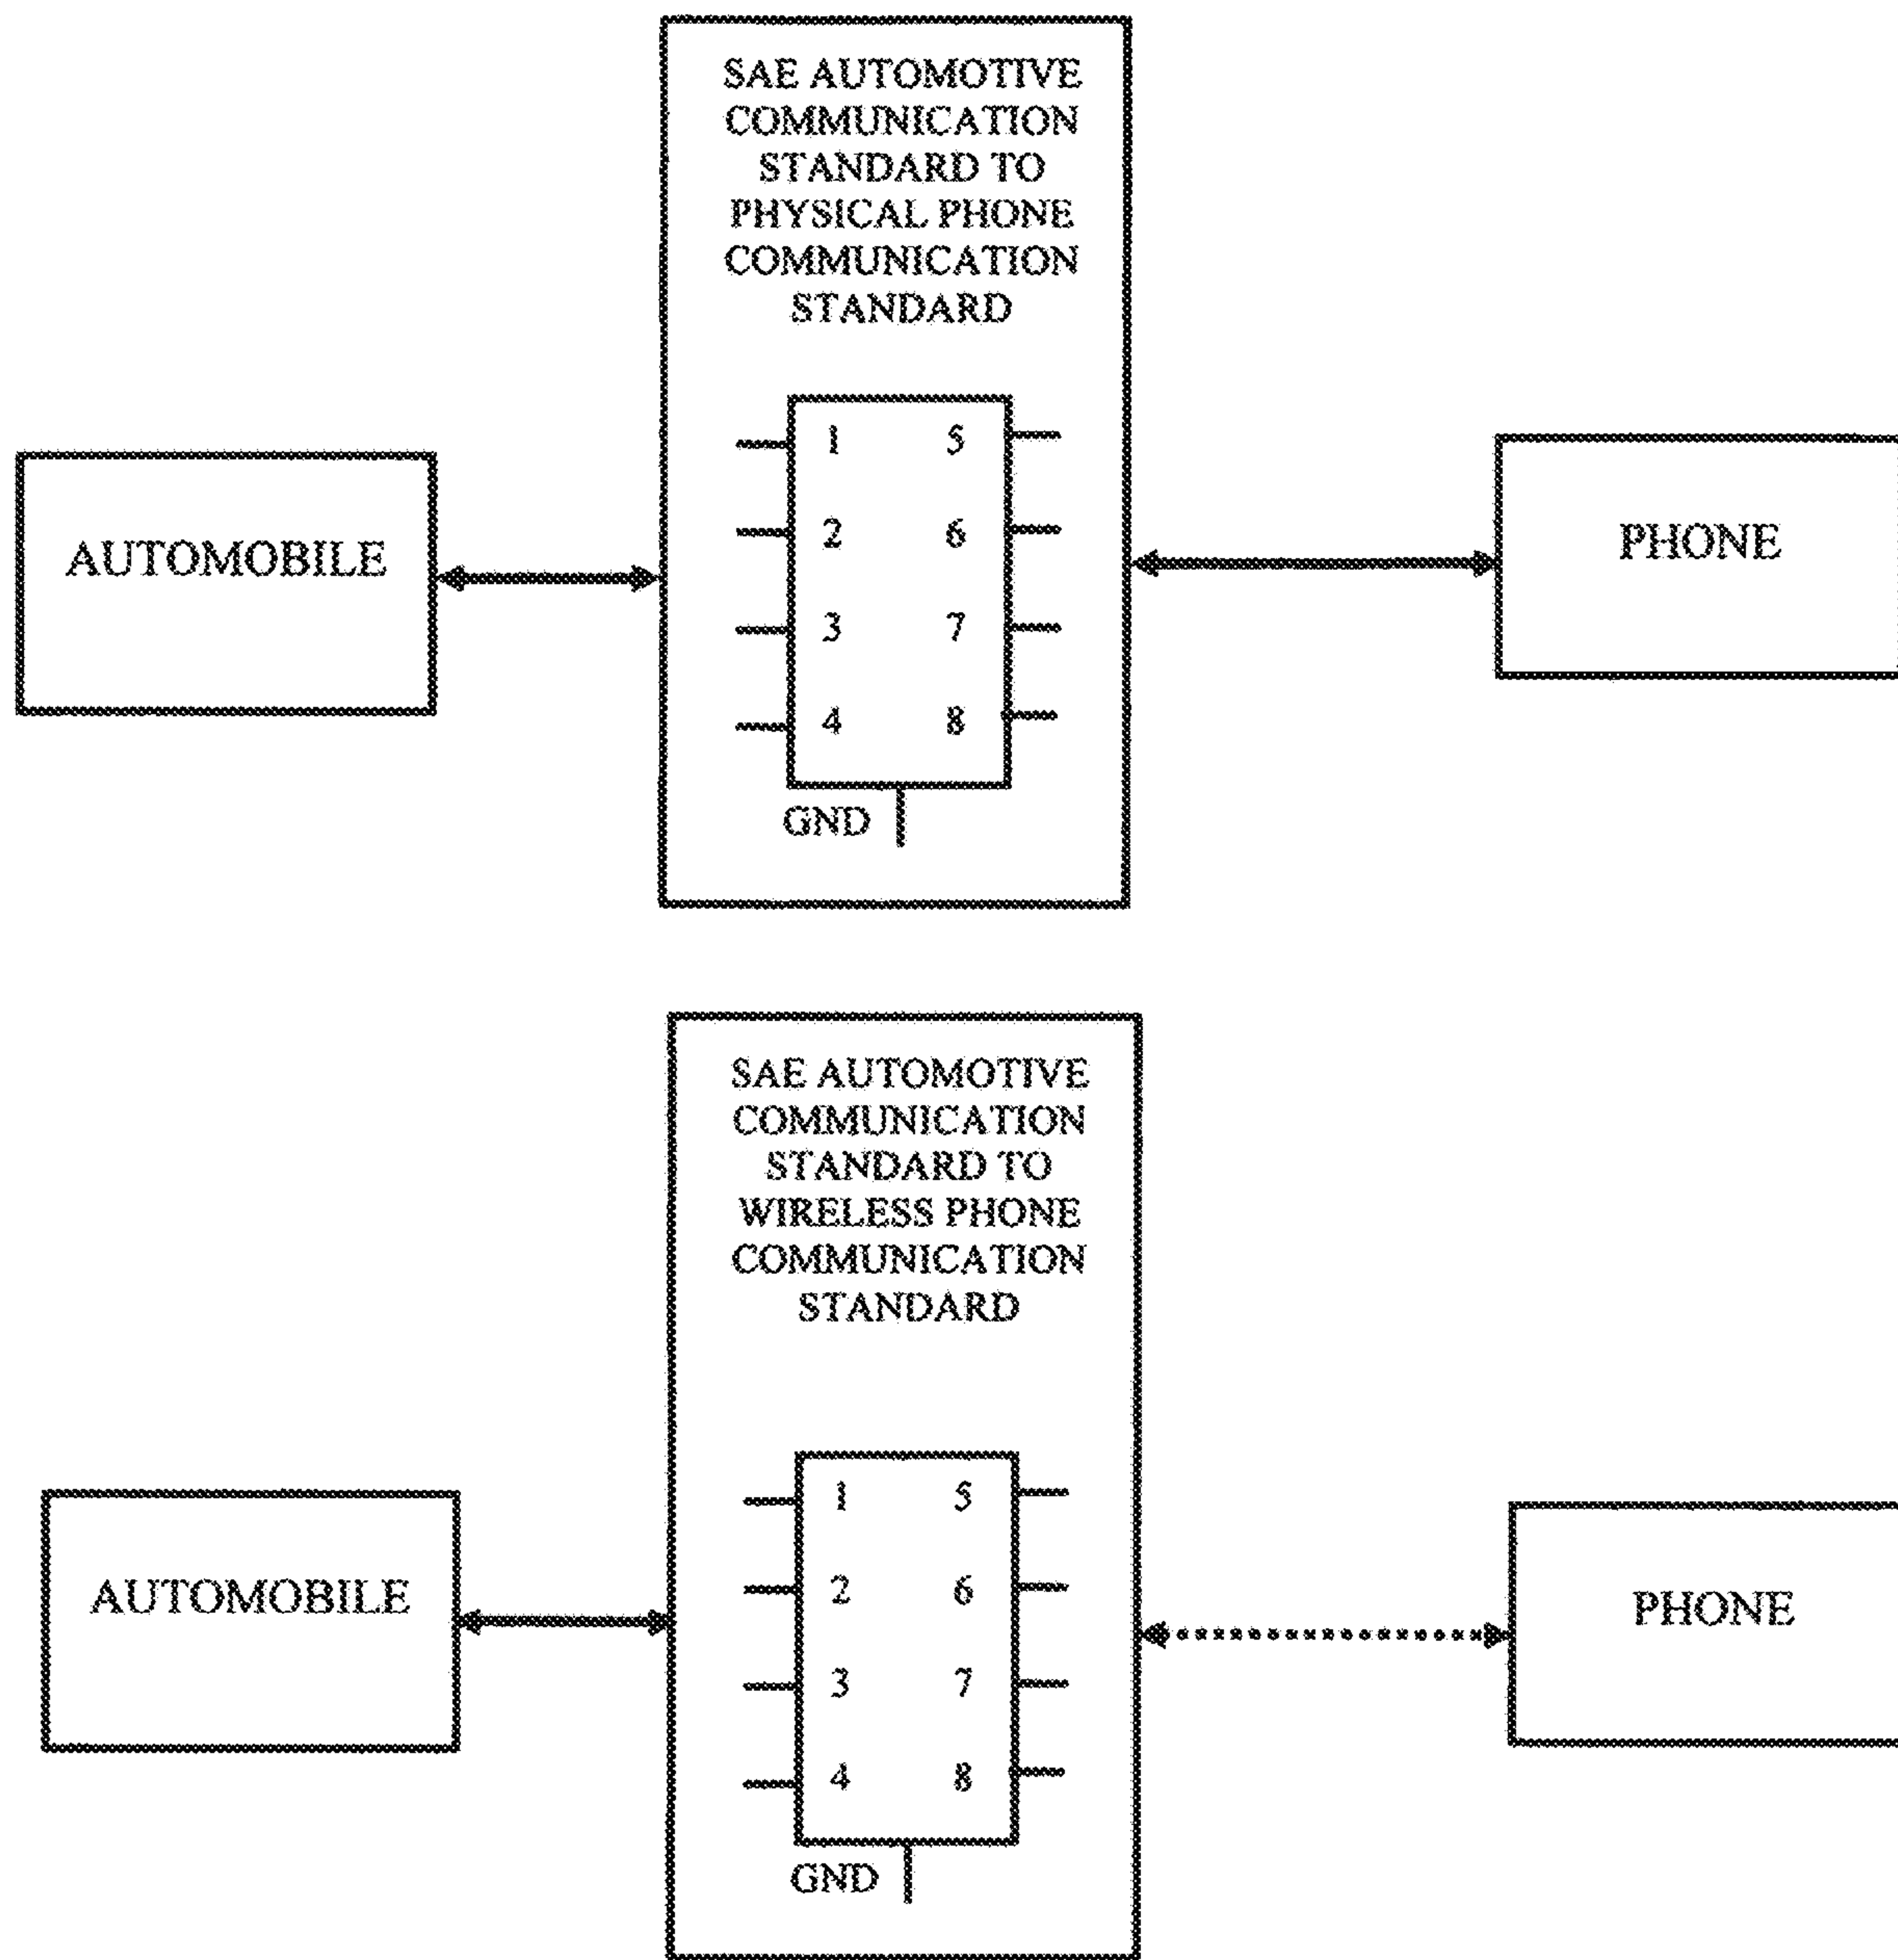 SAE AUTOMOTIVE
COMMUNICATION
STANDARD TO
PHYSICAL PHONE
COMMUNICATION
STANDARD
1 5
2 6
3 7
4 8
GND
AUTOMOBILE
PHONE
SAE AUTOMOTIVE
COMMUNICATION
STANDARD TO
WIRELESS PHONE
COMMUNICATION
STANDARD
1 5
2 6
3 7
4 8
GND
AUTOMOBILE
PHONE